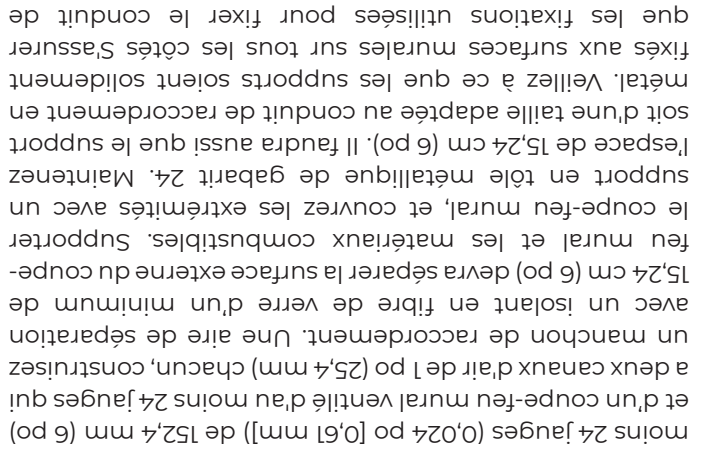 moins 24 jauges (0,024 po [0,61 mm]) de 152,4 mm (6 po)
et d'un coupe-feu mural ventilé d'au moins 24 jauges qui
a deux canaux d'air de 1 po (25,4 mm) chacun, construisez
un manchon de raccordement. Une aire de séparation
avec un isolant en fibre de verre d'un minimum de
15,24 cm (6 po) devra séparer la surface externe du coupe-
feu mural et les matériaux combustibles. Supporter
le coupe-feu mural, et couvrez les extrémités avec un
support en tôle métallique de gabarit 24. Maintenez
l'espace de 15,24 cm (6 po). Il faudra aussi que le support
soit d'une taille adaptée au conduit de raccordement en
métal. Veillez à ce que les supports soient solidement
fixés aux surfaces murales sur tous les côtés S'assurer
que les fixations utilisées pour fixer le conduit de